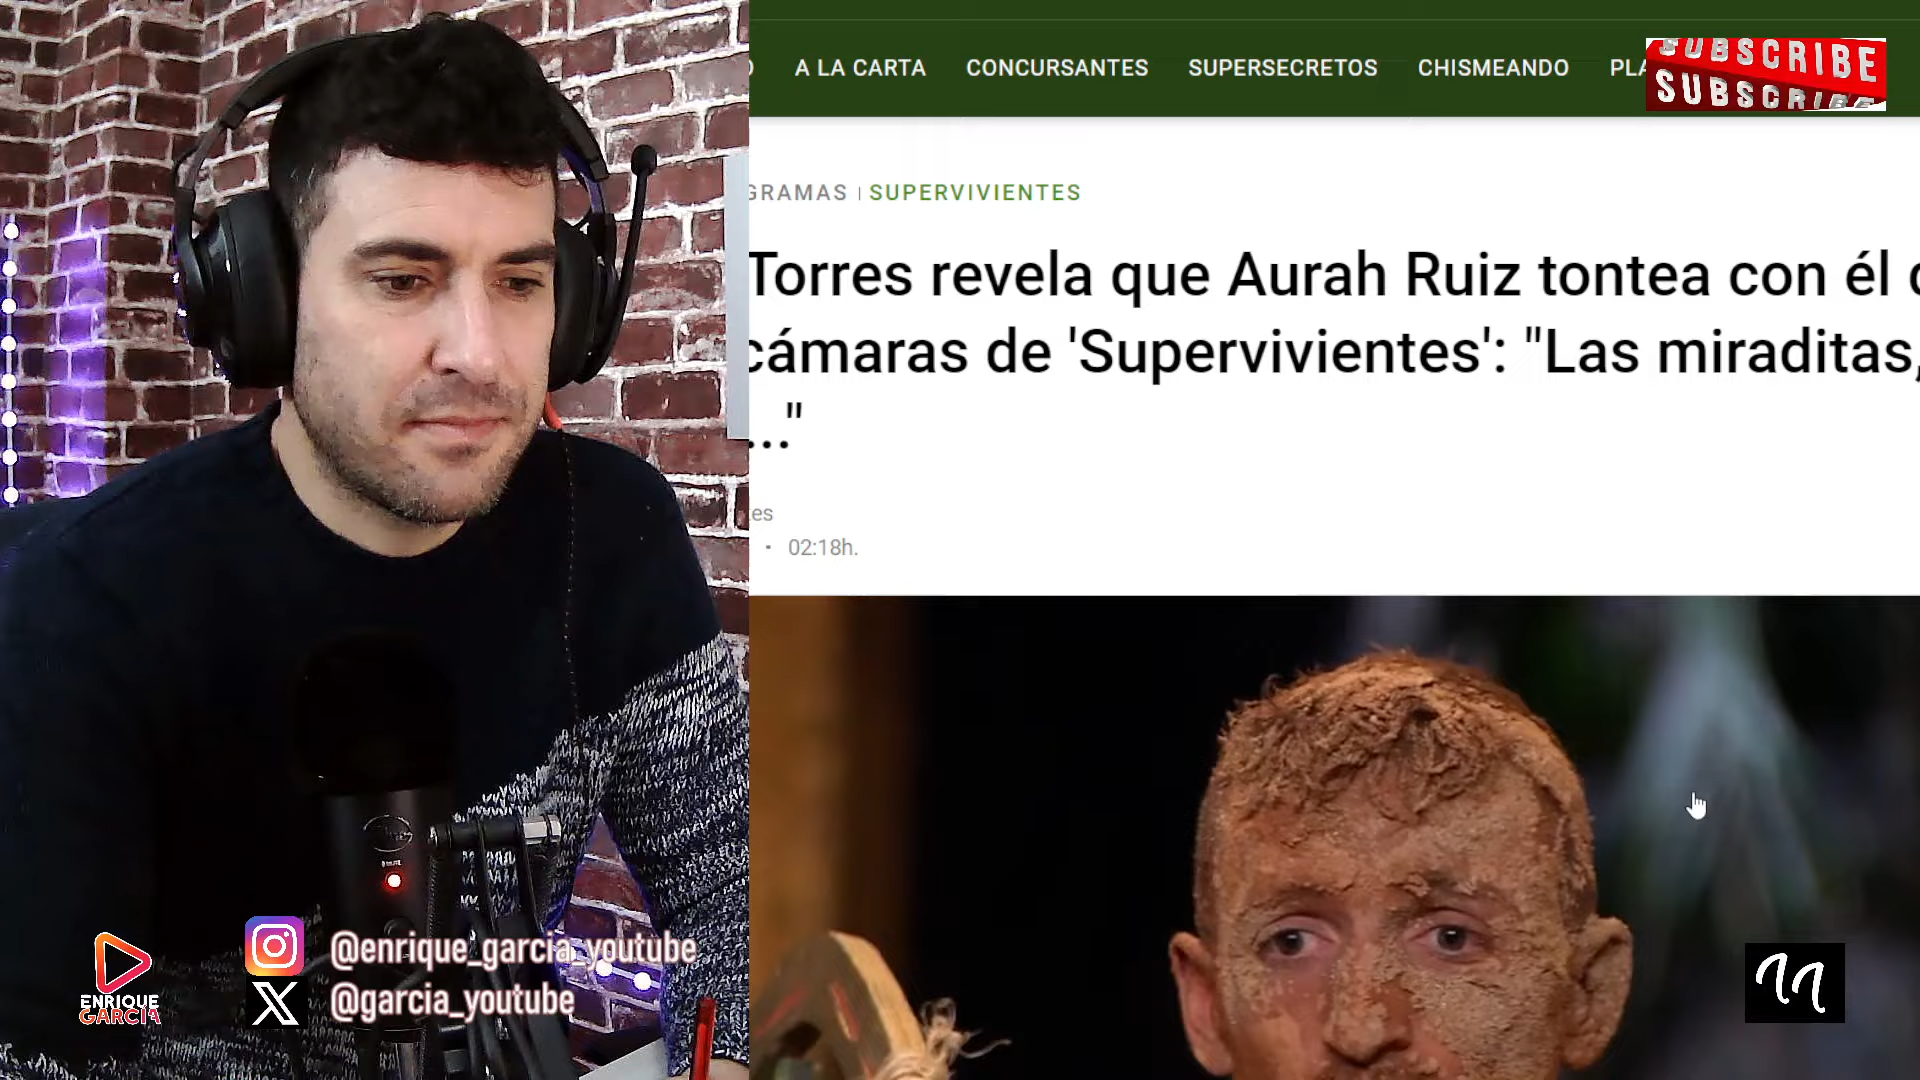 A LA CARTA CONCURSANTES SUPERSECRETOS CHISMEANDO PLA
SUBSCRIBE
SUBSCRIBE
GRAMAS | SUPERVIVIENTES
Torres revela que Aurah Ruiz tontea con él
cámaras de 'Supervivientes': "Las miraditas,
..."
es
• 02:18h.
ENRIQUE
GARCIA
@enrique_garcia_youtube
@garcia_youtube